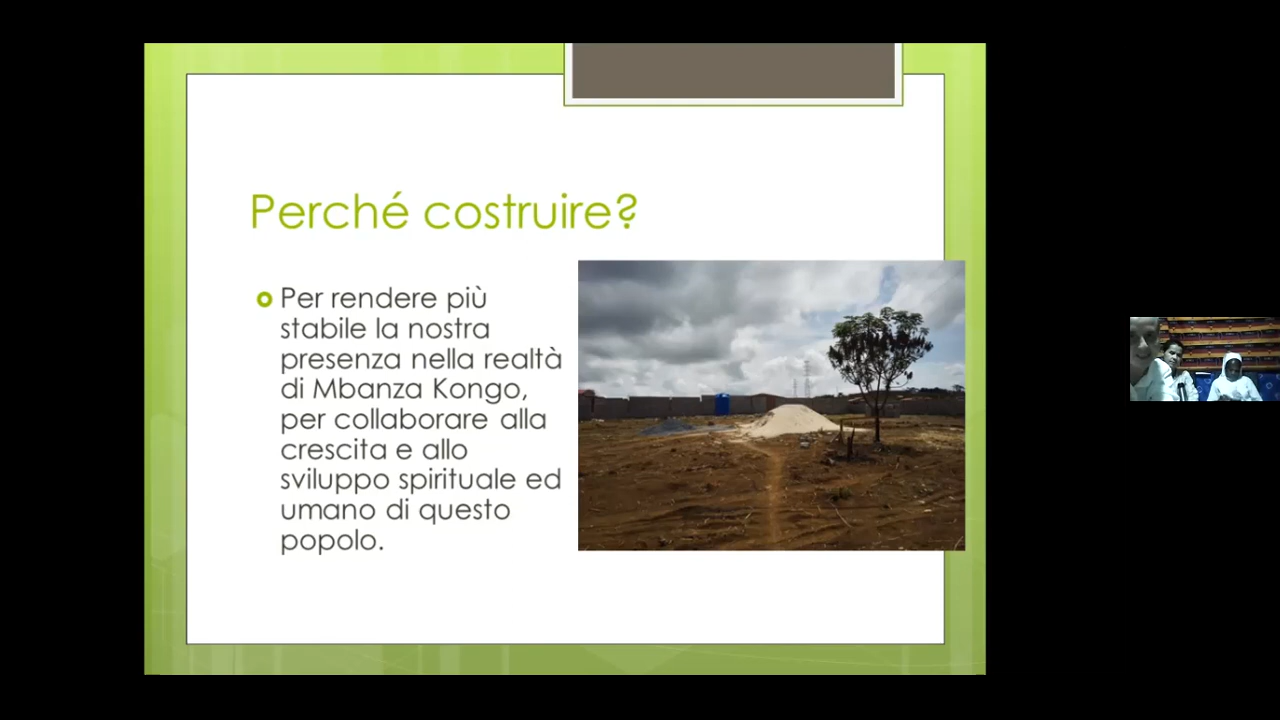 Perché costruire?
Per rendere più
stabile la nostra
presenza nella realtà
di Mbanza Kongo,
per collaborare alla
crescita e allo
sviluppo spirituale ed
umano di questo
popolo.